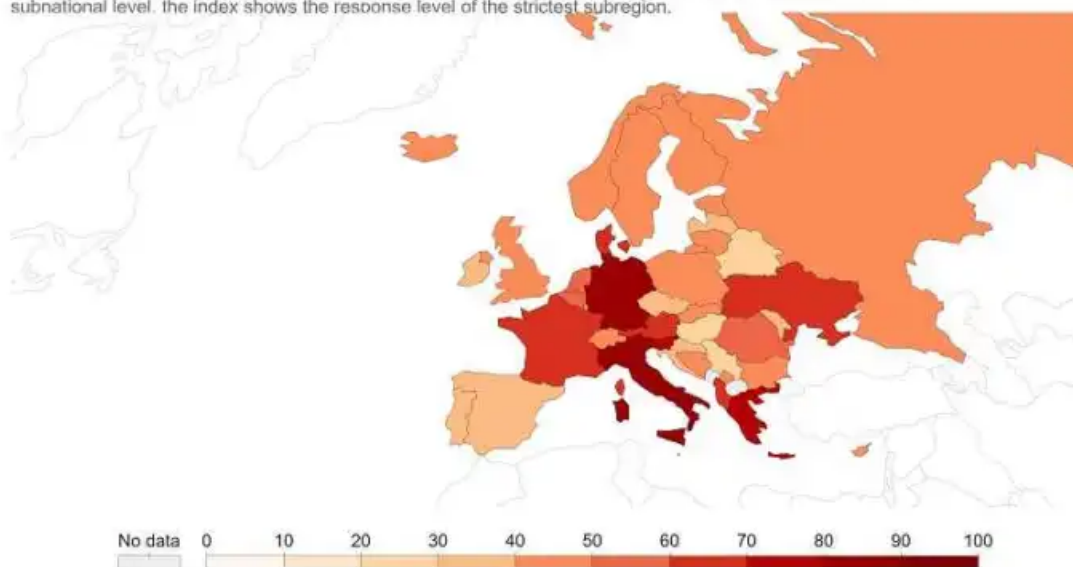 subnational level, the index shows the response level of the strictest subregion.
No data 0 10 20 30 40 50 60 70 80 90 100